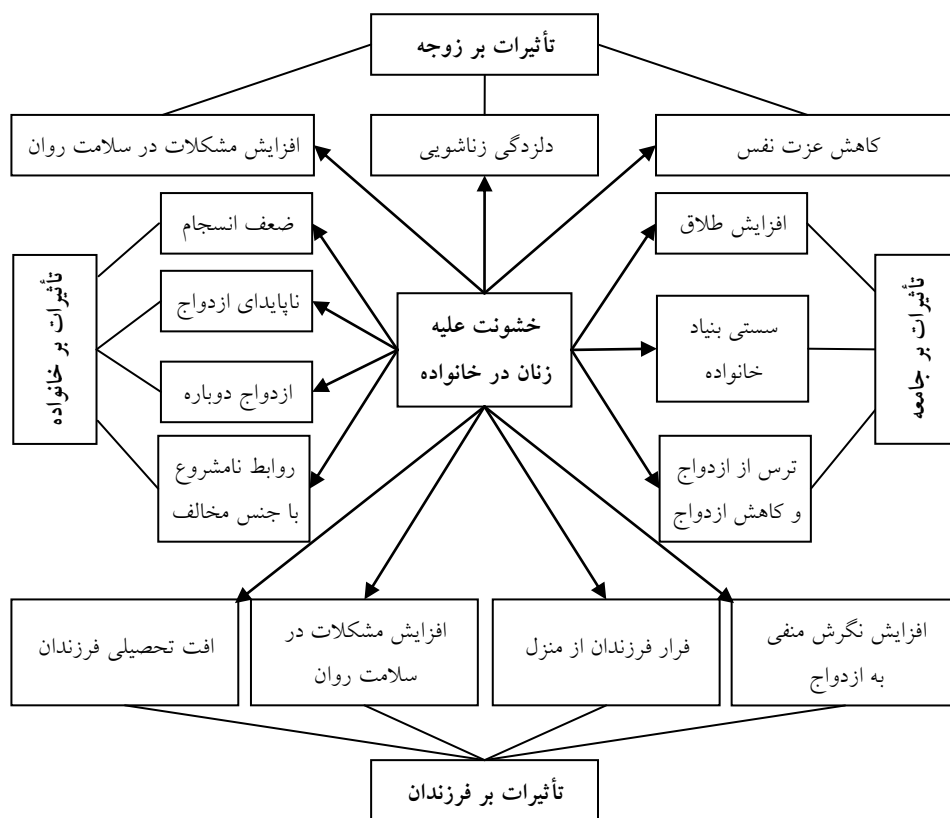 تأثیرات بر زوجه
کاهش عزت نفس
دلزدگی زناشویی
افزایش مشکلات در سلامت روان
افزایش طلاق
سستی بنیاد
خانواده
ترس از ازدواج
و کاهش ازدواج
تأثیرات بر جامعه
خشونت علیه
زنان در خانواده
ضعف انسجام
ناپایدای ازدواج
ازدواج دوباره
روابط نامشروع
با جنس مخالف
تأثیرات بر خانواده
افزایش نگرش منفی
به ازدواج
فرار فرزندان از منزل
افزایش مشکلات در
سلامت روان
افت تحصیلی فرزندان
تأثیرات بر فرزندان